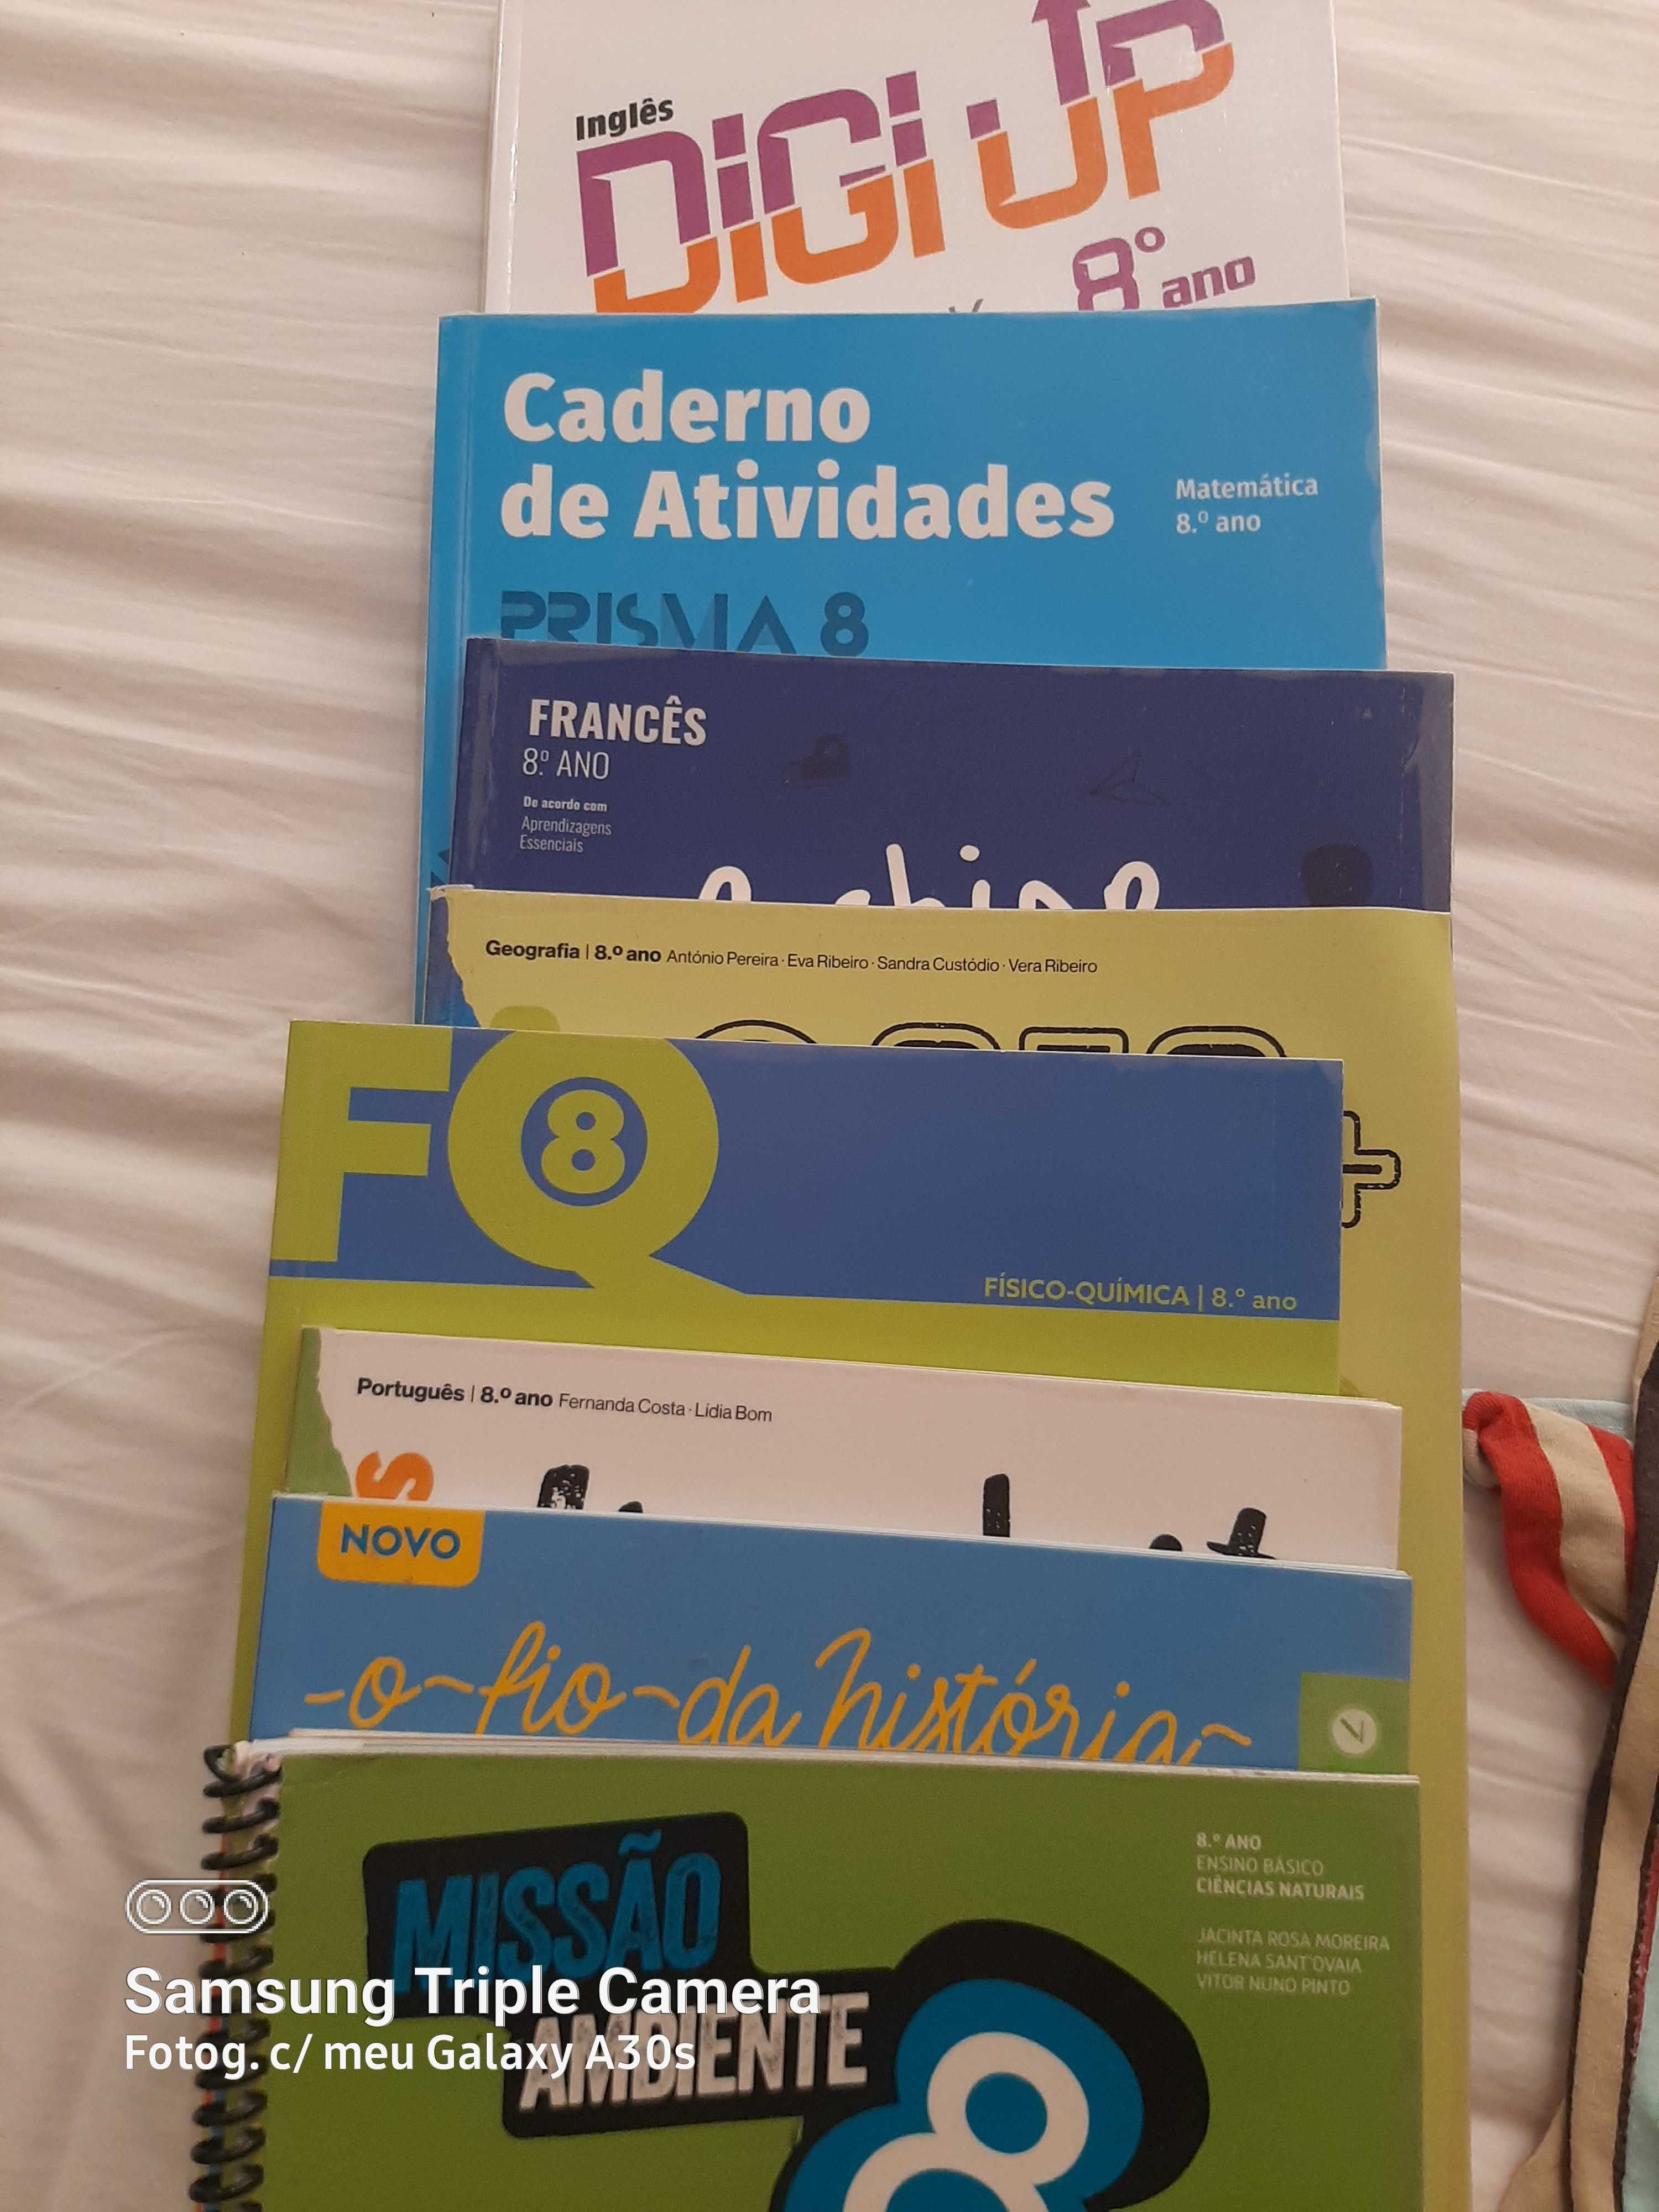 Inglês
DIGI UP
8º ano
Caderno
de Atividades
Matemática
8.º ano
PRISMA 8
FRANCÊS
8.º ANO
De acordo com
Aprendizagens
Essenciais
Geografia | 8.º ano António Pereira · Eva Ribeiro · Sandra Custódio · Vera Ribeiro
+
FQ
8
FÍSICO-QUÍMICA | 8.º ano
Português | 8.º ano Fernanda Costa · Lídia Bom
NOVO
o fio da história
V
MISSÃO
AMBIENTE
8
8.º ANO
ENSINO BÁSICO
CIÊNCIAS NATURAIS
JACINTA ROSA MOREIRA
HELENA SANT'OVAIA
VITOR NUNO PINTO
Samsung Triple Camera
Fotog. c/ meu Galaxy A30s